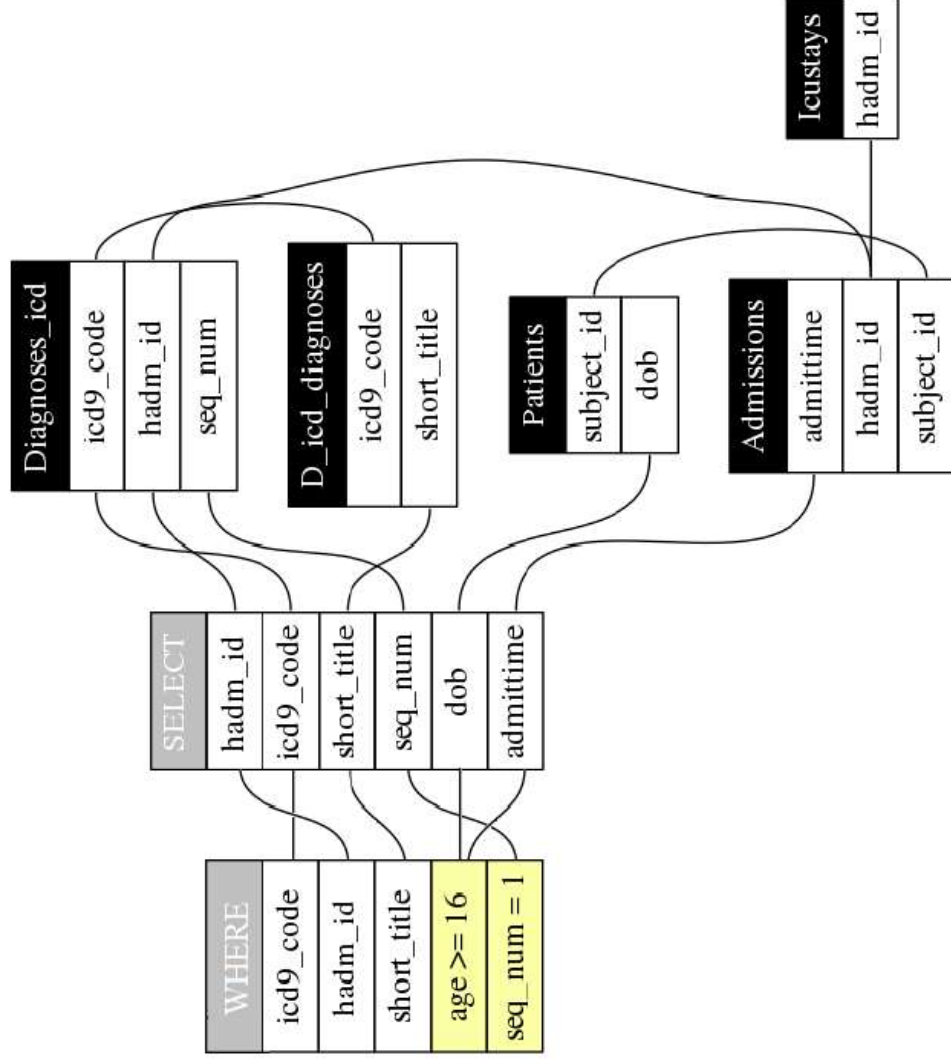 WHERE
icd9_code
hadm_id
short_title
age >= 16
seq_num = 1
SELECT
hadm_id
icd9_code
short_title
seq_num
dob
admittime
Diagnoses_icd
icd9_code
hadm_id
seq_num
D_icd_diagnoses
icd9_code
short_title
Patients
subject_id
dob
Admissions
admittime
hadm_id
subject_id
Icustays
hadm_id